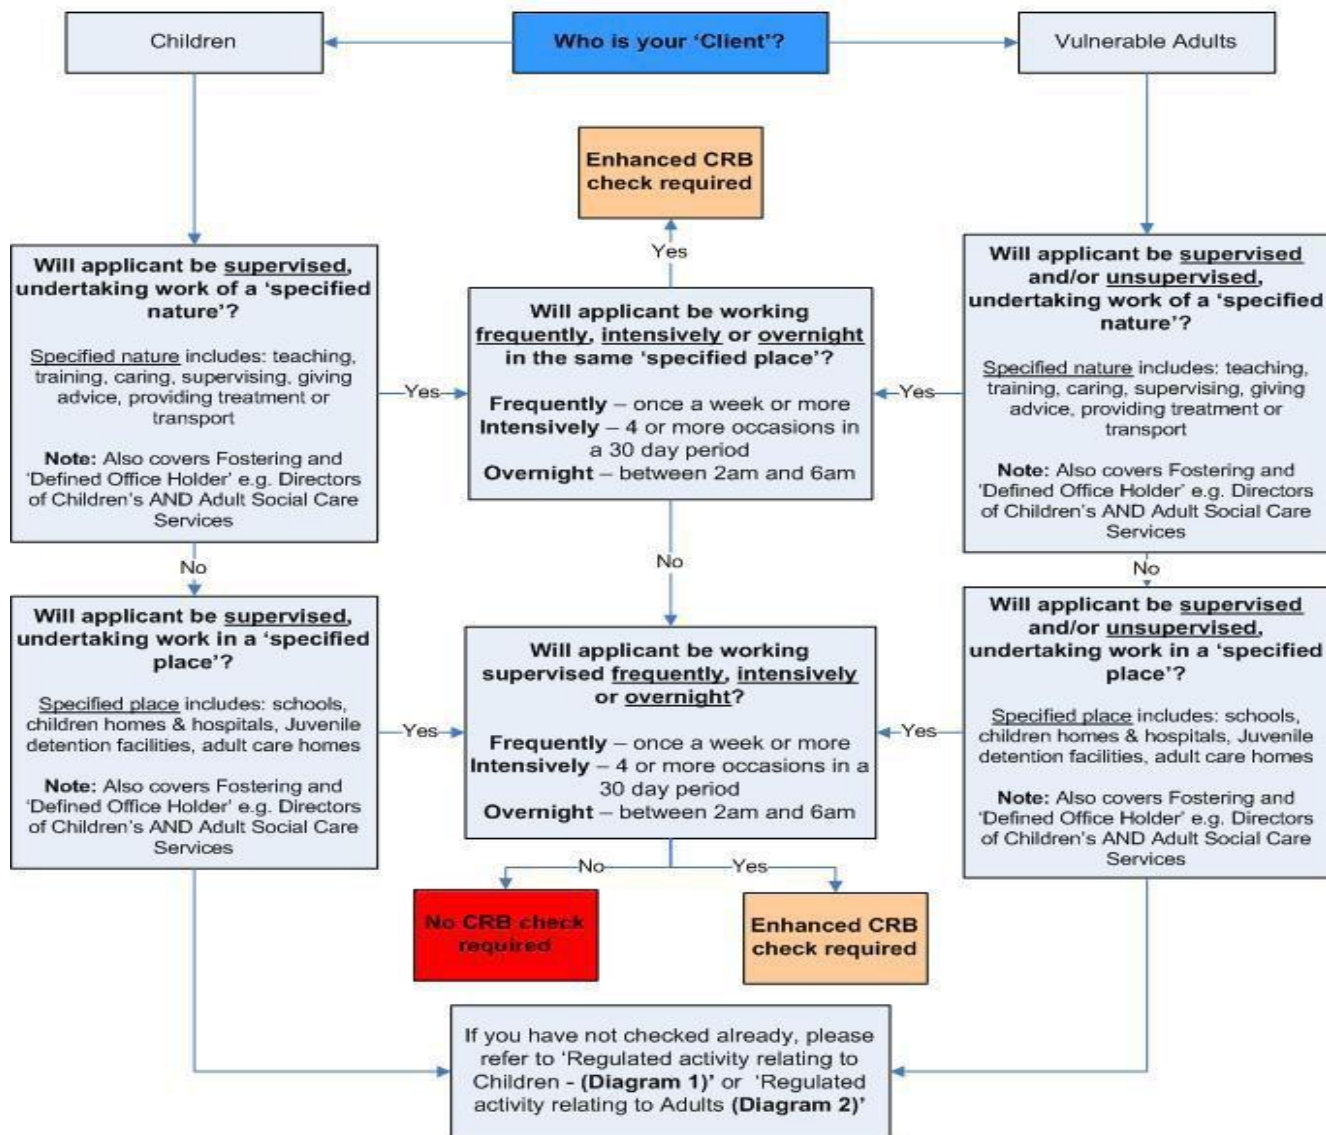 Children
Who is your ‘Client’?
Vulnerable Adults
Enhanced CRB
check required
Yes
Will applicant be supervised,
undertaking work of a ‘specified
nature’?
Specified nature includes: teaching,
training, caring, supervising, giving
advice, providing treatment or
transport
Note: Also covers Fostering and
‘Defined Office Holder’ e.g. Directors
of Children’s AND Adult Social Care
Services
Yes
Will applicant be working
frequently, intensively or overnight
in the same ‘specified place’?
Frequently – once a week or more
Intensively – 4 or more occasions in
a 30 day period
Overnight – between 2am and 6am
Yes
Will applicant be supervised
and/or unsupervised,
undertaking work of a ‘specified
nature’?
Specified nature includes: teaching,
training, caring, supervising, giving
advice, providing treatment or
transport
Note: Also covers Fostering and
‘Defined Office Holder’ e.g. Directors
of Children’s AND Adult Social Care
Services
No
No
No
Will applicant be supervised,
undertaking work in a ‘specified
place’?
Specified place includes: schools,
children homes & hospitals, Juvenile
detention facilities, adult care homes
Note: Also covers Fostering and
‘Defined Office Holder’ e.g. Directors
of Children’s AND Adult Social Care
Services
Yes
Will applicant be working
supervised frequently, intensively
or overnight?
Frequently – once a week or more
Intensively – 4 or more occasions in a
30 day period
Overnight – between 2am and 6am
Yes
Will applicant be supervised
and/or unsupervised,
undertaking work in a ‘specified
place’?
Specified place includes: schools,
children homes & hospitals, Juvenile
detention facilities, adult care homes
Note: Also covers Fostering and
‘Defined Office Holder’ e.g. Directors
of Children’s AND Adult Social Care
Services
No
Yes
No CRB check
required
Enhanced CRB
check required
If you have not checked already, please
refer to ‘Regulated activity relating to
Children - (Diagram 1)’ or ‘Regulated
activity relating to Adults (Diagram 2)’